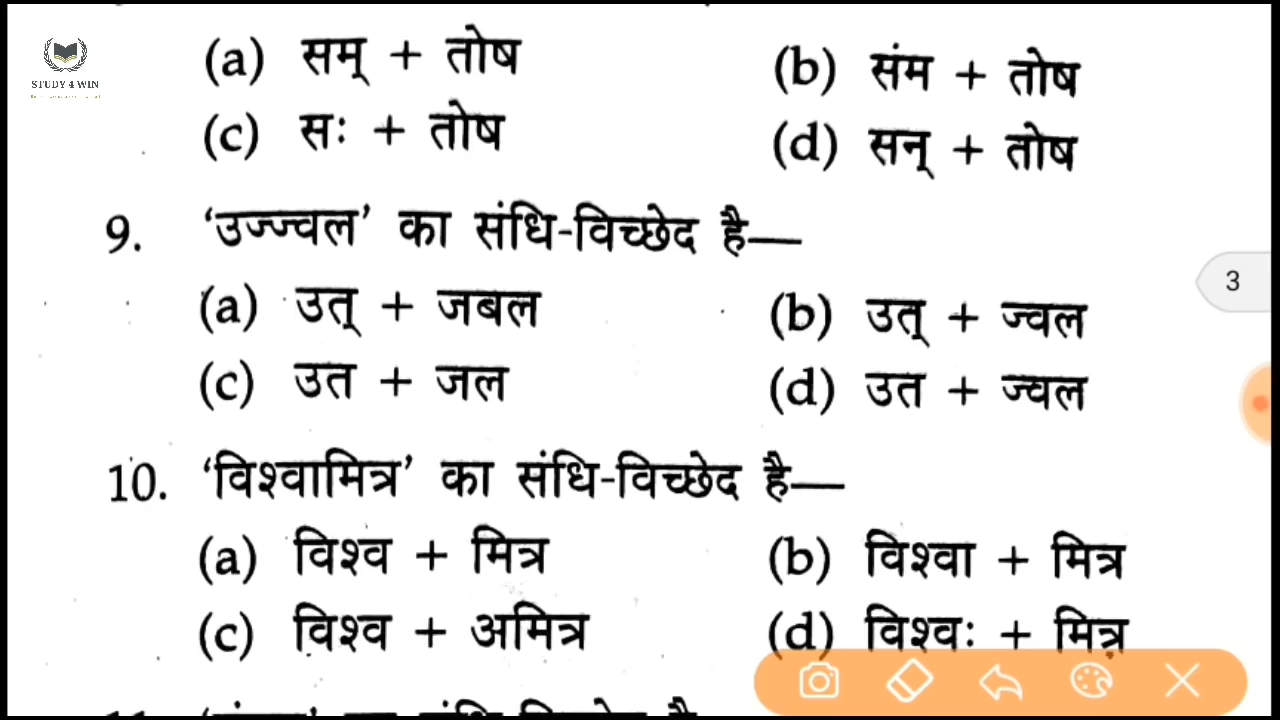 STUDY 4 WIN
(a) सम् + तोष (b) संम + तोष
(c) सः + तोष (d) सन् + तोष
9. ‘उज्ज्वल’ का संधि-विच्छेद है—
(a) उत् + जबल (b) उत् + ज्वल
(c) उत + जल (d) उत + ज्वल
3
10. ‘विश्वामित्र’ का संधि-विच्छेद है—
(a) विश्व + मित्र (b) विश्वा + मित्र
(c) विश्व + अमित्र (d) विश्वः + मित्र